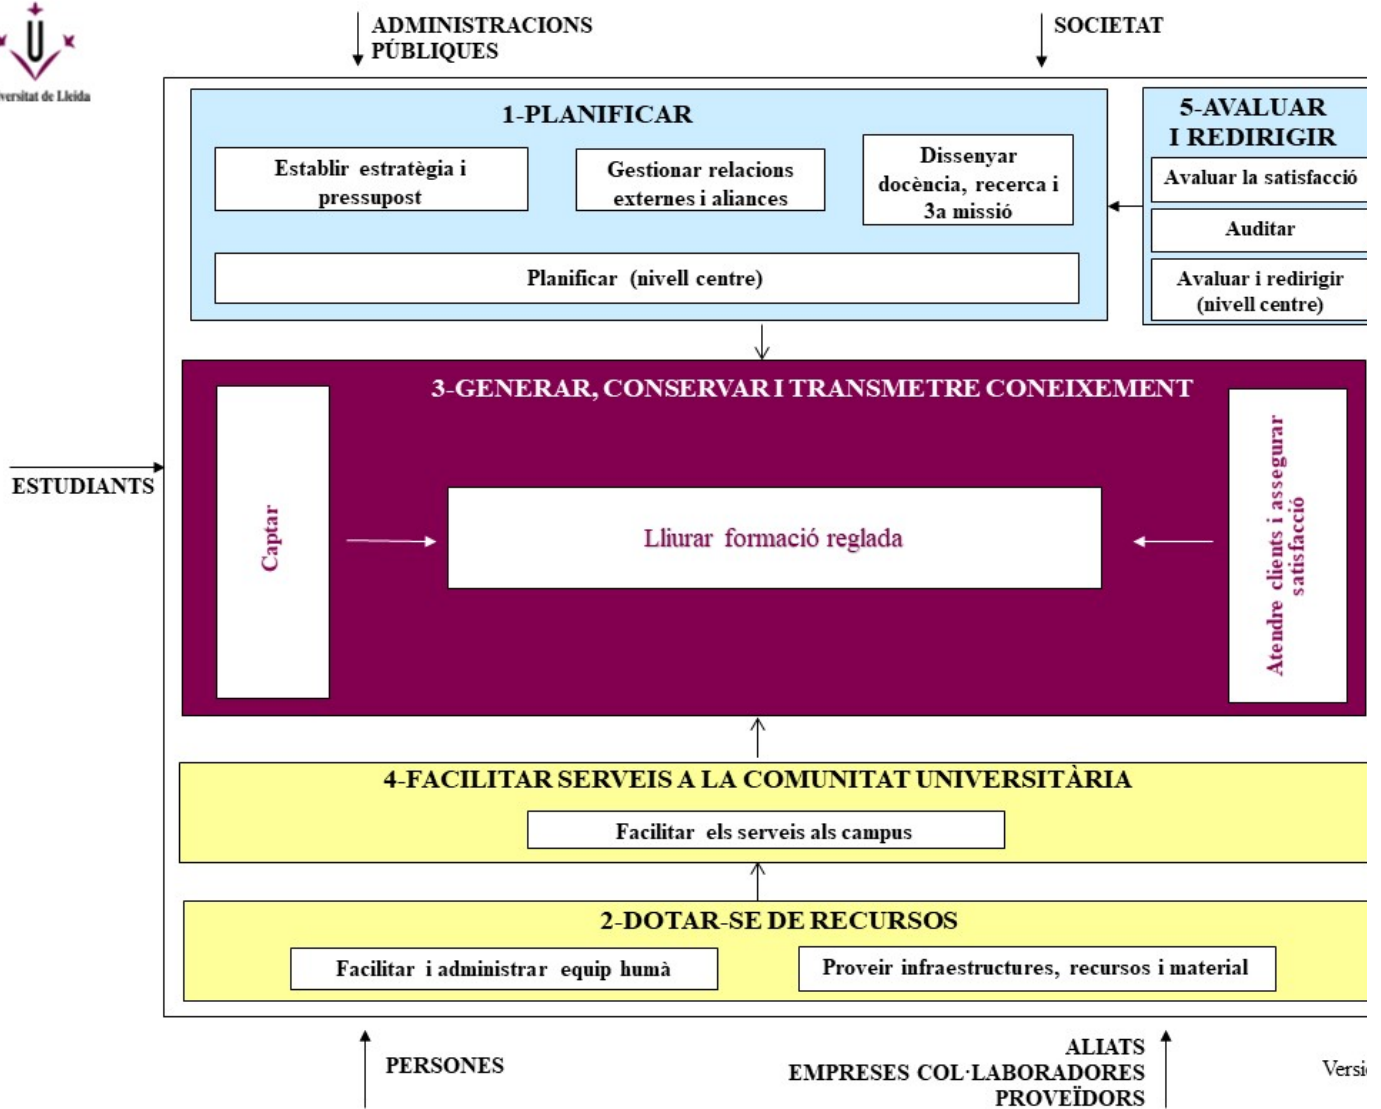 ADMINISTRACIONS
PÚBLIQUES
SOCIETAT
de Lleida
1-PLANIFICAR
Establir estratègia i
pressupost
Gestionar relacions
externes i aliances
Dissenyar
docència, recerca i
3a missió
Planificar (nivell centre)
5-AVALUAR
I REDIRIGIR
Avaluar la satisfacció
Auditar
Avaluar i redirigir
(nivell centre)
3-GENERAR, CONSERVAR I TRANSMETRE CONEIXEMENT
ESTUDIANTS
Captar
Lliurar formació reglada
Atendre clients i assegurar
satisfacció
4-FACILITAR SERVEIS A LA COMUNITAT UNIVERSITÀRIA
Facilitar els serveis als campus
2-DOTAR-SE DE RECURSOS
Facilitar i administrar equip humà
Proveir infraestructures, recursos i material
PERSONES
ALIATS
EMPRESES COL·LABORADORES
PROVEÏDORS